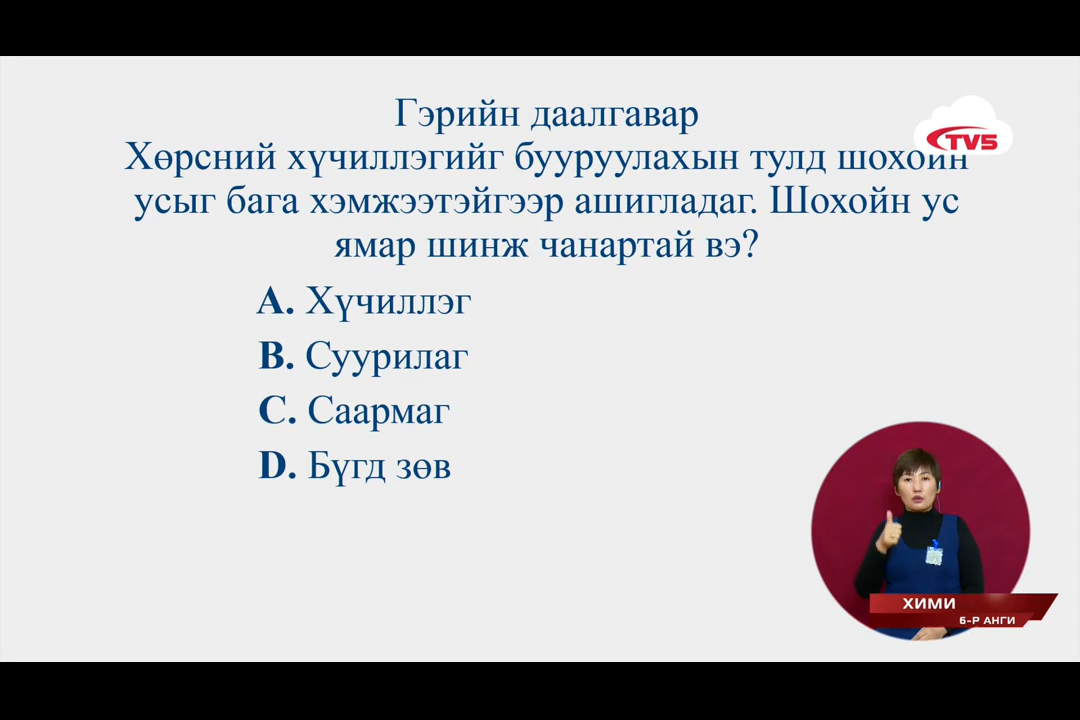 Гэрийн даалгавар
Хөрсний хүчиллэгийг бууруулахын тулд шохойн
усыг бага хэмжээтэйгээр ашигладаг. Шохойн ус
ямар шинж чанартай вэ?
A. Хүчиллэг
B. Суурилаг
C. Саармаг
D. Бүгд зөв
TV5
ХИМИ
6-Р АНГИ